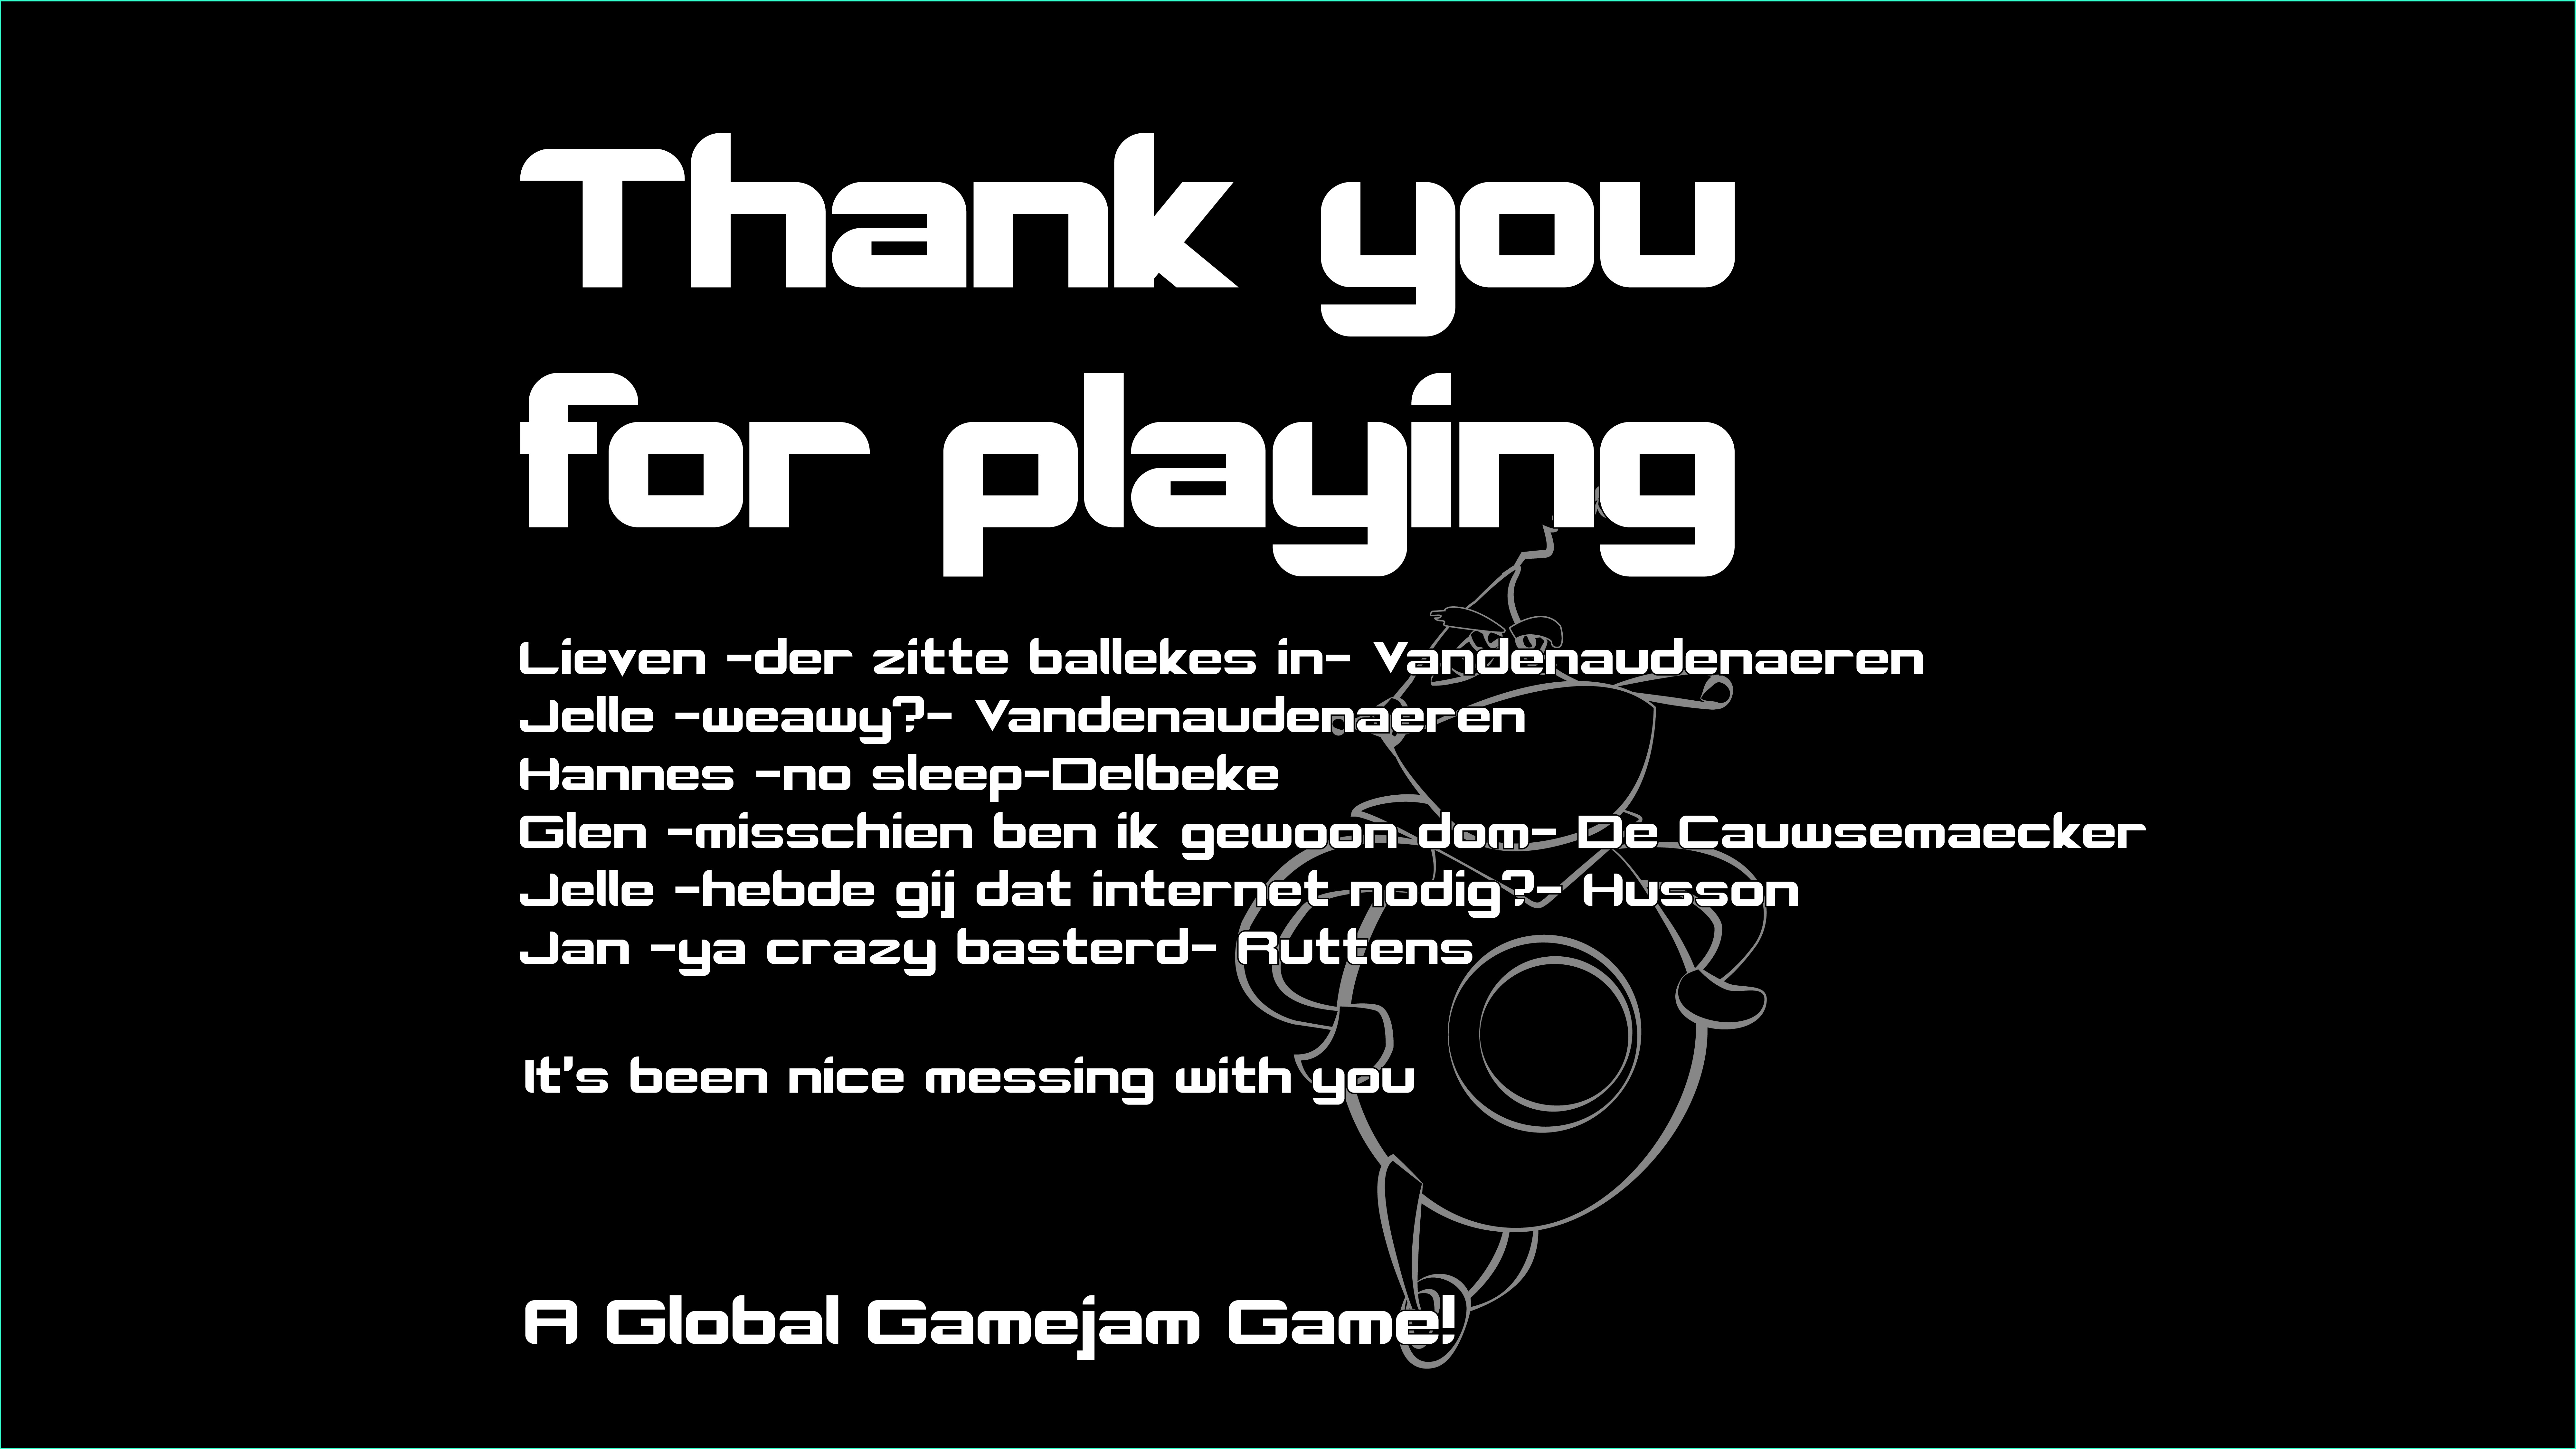 Thank you
for playing
Lieven -der zitte ballekes in- Vandenaudenaeren
Jelle -weawy?- Vandenaudenaeren
Hannes -no sleep-Delbeke
Glen -misschien ben ik gewoon dom- De Cauwsemaecker
Jelle -hebde gij dat internet nodig?- Husson
Jan -ya crazy basterd- Ruttens
It's been nice messing with you
A Global Gamejam Game!